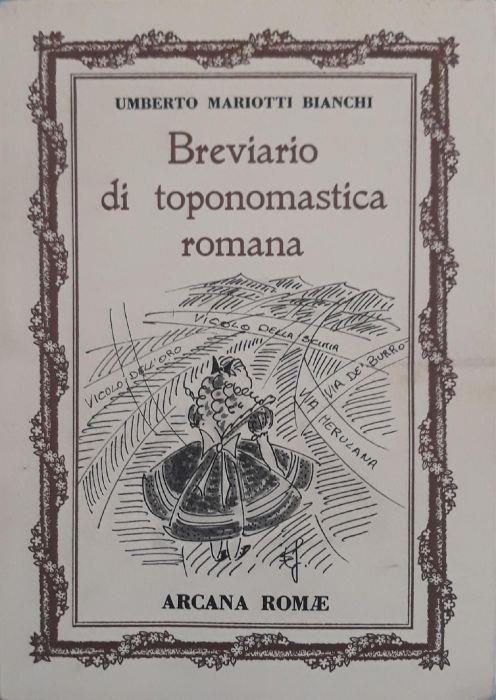 UMBERTO MARIOTTI BIANCHI
Breviario
di toponomastica
romana
VICOLO DELLA SCIMIA
VICOLO DELL'ORO
VIA DE' BURRO
VIA MERULANA
ARCANA ROMÆ